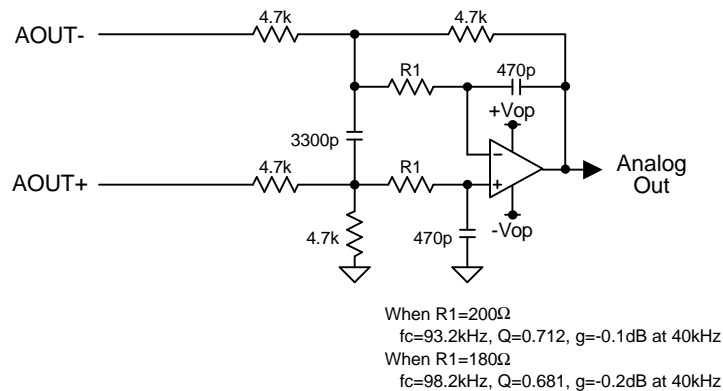 4.7k
4.7k
AOUT-
R1
470p
+Vop
3300p
4.7k
Analog
Out
AOUT+
R1
4.7k
470p
-Vop
When R1=200Ω
fc=93.2kHz, Q=0.712, g=-0.1dB at 40kHz
When R1=180Ω
fc=98.2kHz, Q=0.681, g=-0.2dB at 40kHz